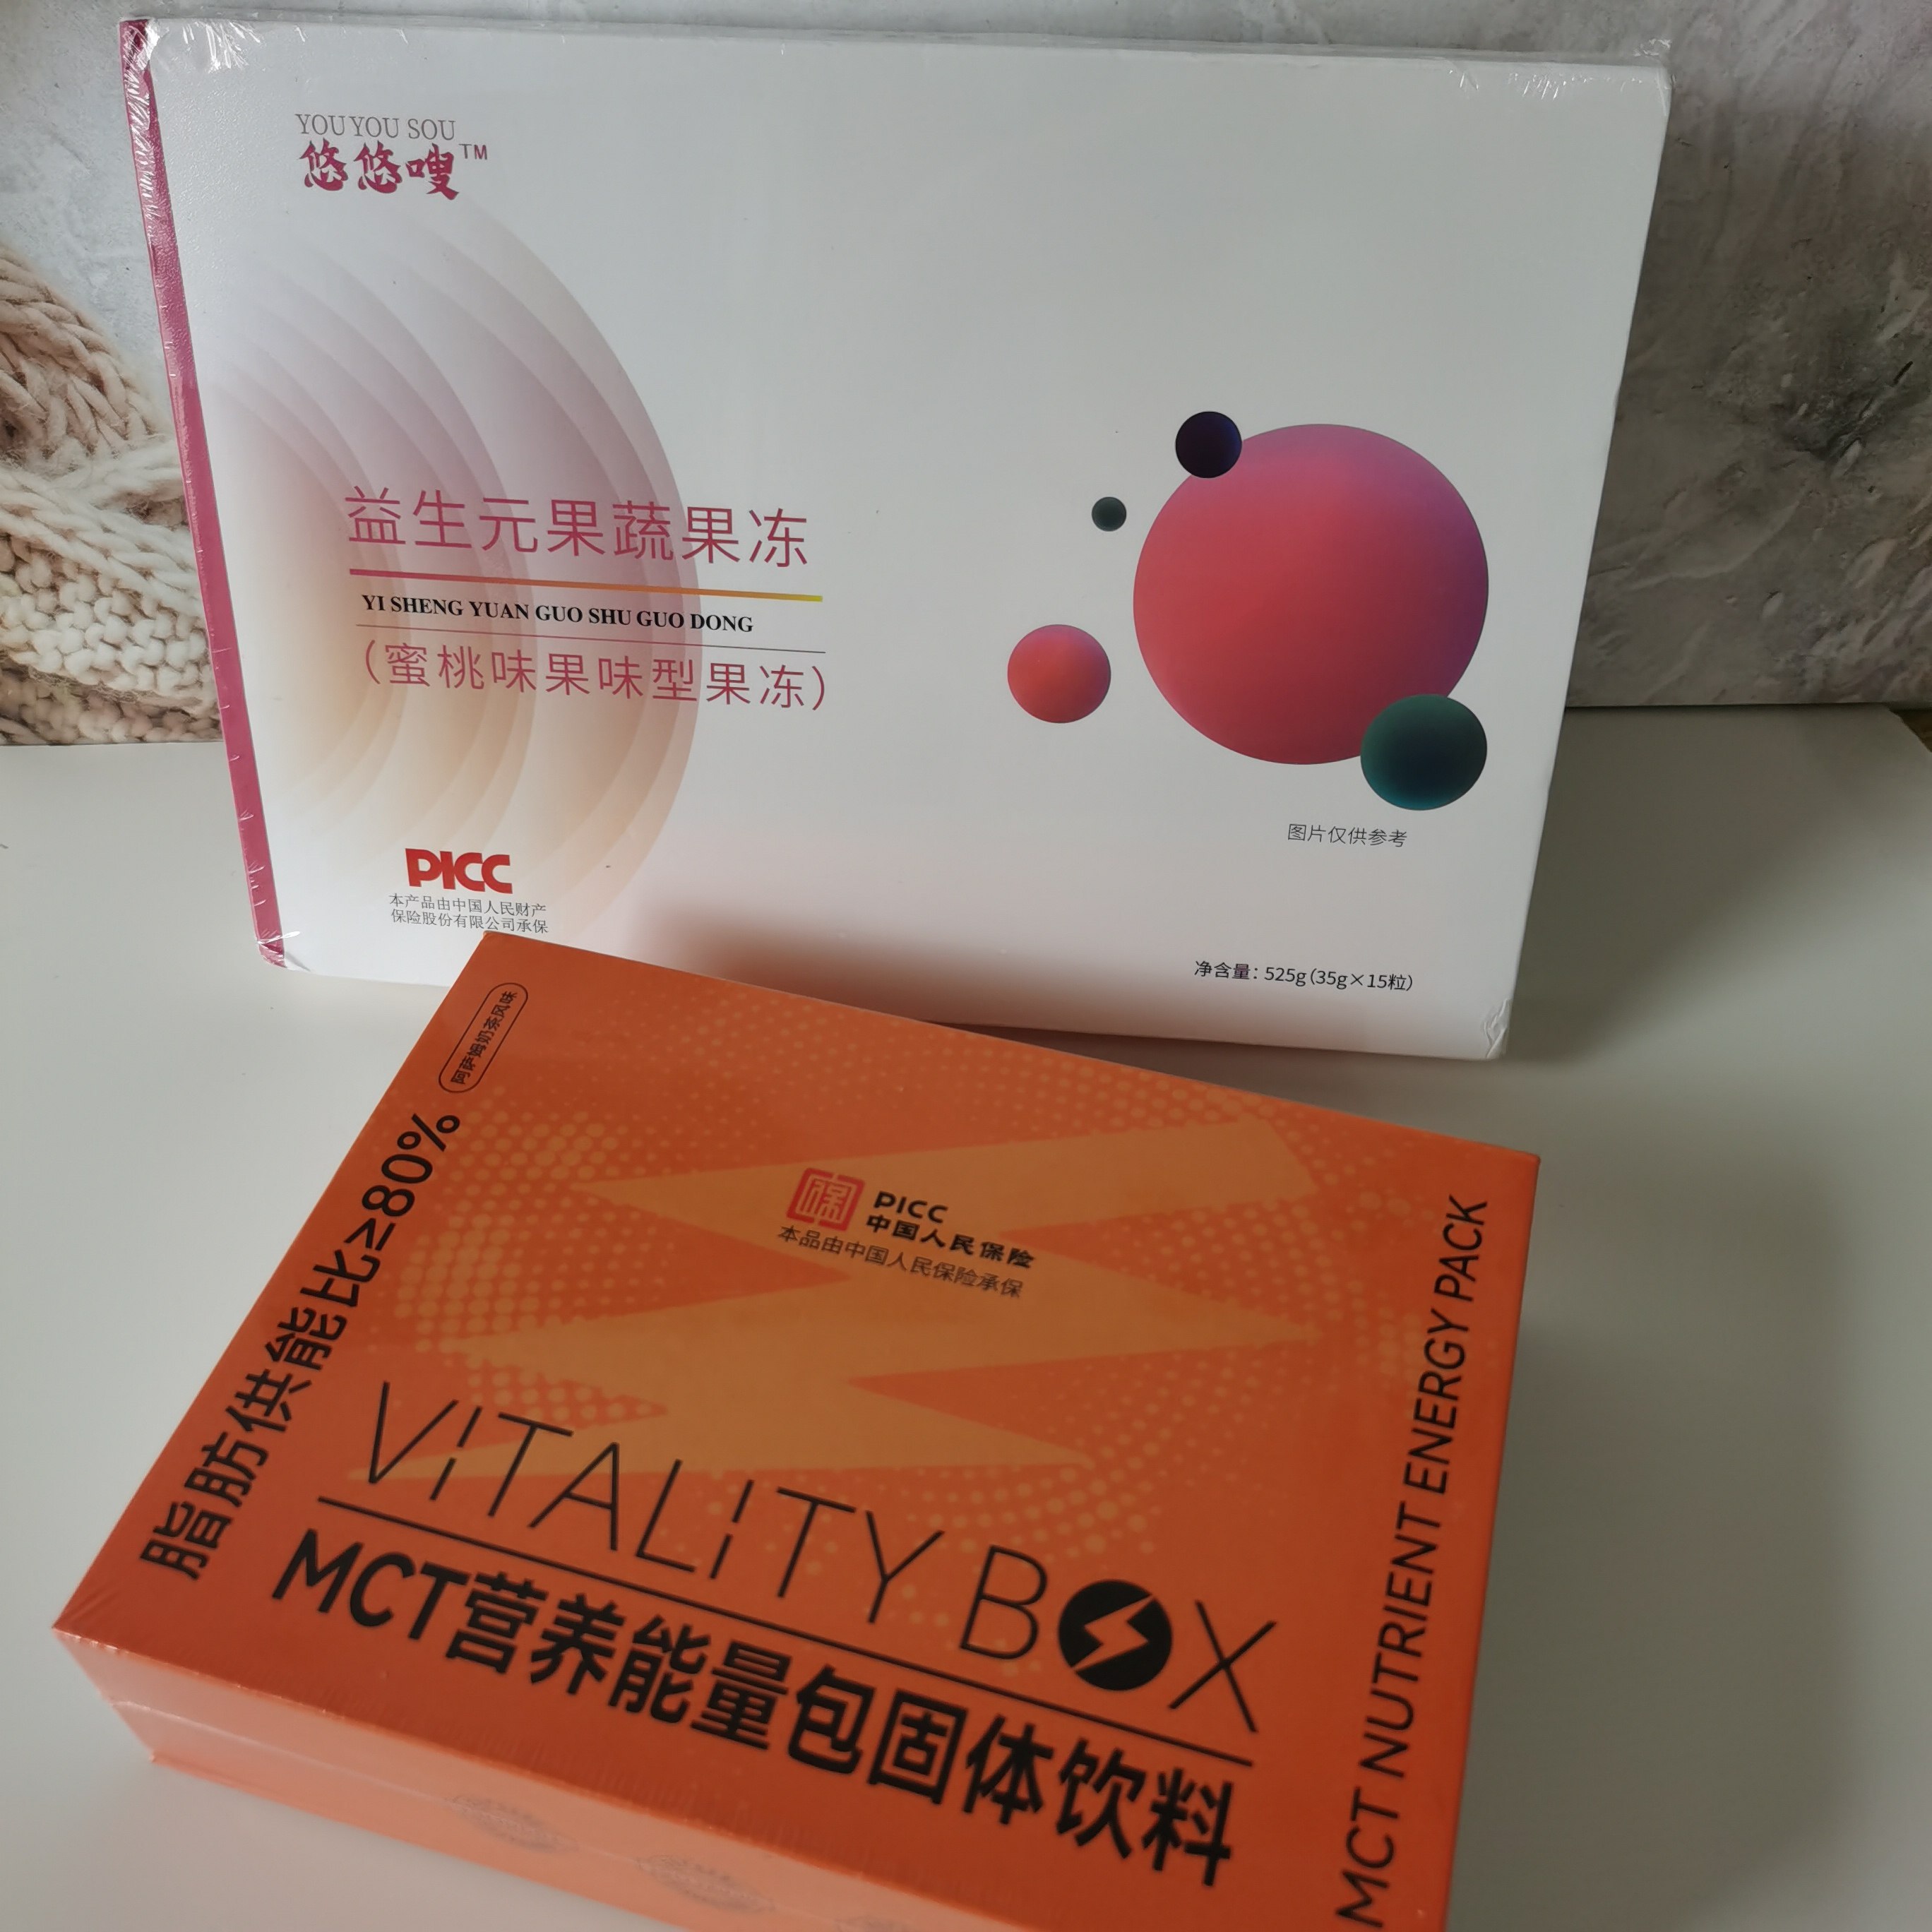 YOU YOU SOU
悠悠嗖™
益生元果蔬果冻
YI SHENG YUAN GUO SHU GUO DONG
（蜜桃味果味型果冻）
PICC
本产品由中国人民财产
保险股份有限公司承保
图片仅供参考
净含量：525g（35g×15粒）
阿萨姆奶茶风味
脂肪供能比≥80%
保
PICC
中国人民保险
本品由中国人民保险承保
VITALITY BOX
MCT营养能量包固体饮料
MCT NUTRIENT ENERGY PACK